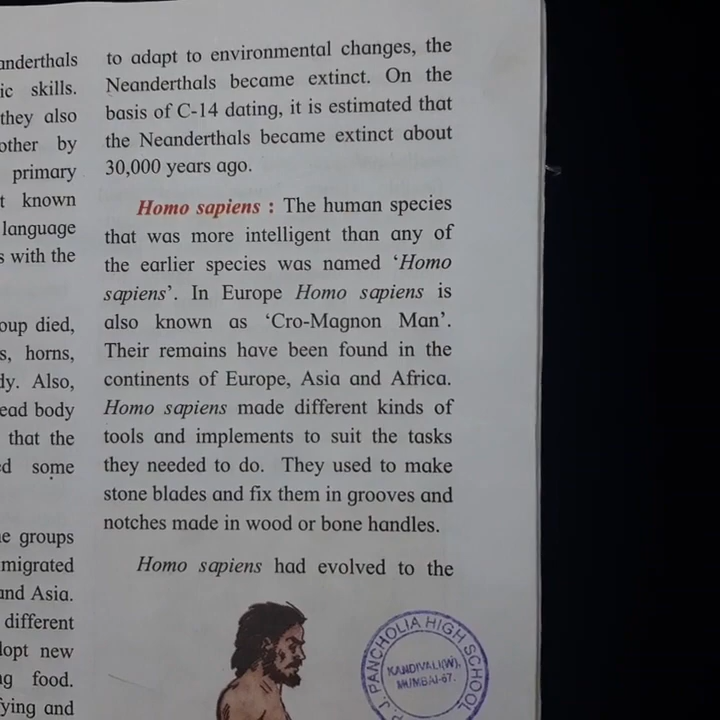 anderthals
ic skills.
they also
other by
primary
t known
language
s with the
oup died,
s, horns,
dy. Also,
ead body
that the
ed some
e groups
migrated
and Asia.
different
lopt new
ng food.
fying and
to adapt to environmental changes, the
Neanderthals became extinct. On the
basis of C-14 dating, it is estimated that
the Neanderthals became extinct about
30,000 years ago.
Homo sapiens : The human species
that was more intelligent than any of
the earlier species was named ‘Homo
sapiens’. In Europe Homo sapiens is
also known as ‘Cro-Magnon Man’.
Their remains have been found in the
continents of Europe, Asia and Africa.
Homo sapiens made different kinds of
tools and implements to suit the tasks
they needed to do. They used to make
stone blades and fix them in grooves and
notches made in wood or bone handles.
Homo sapiens had evolved to the
J. PANCHOLIA HIGH SCHOOL
KANDIVALI(W),
MUMBAI-67.